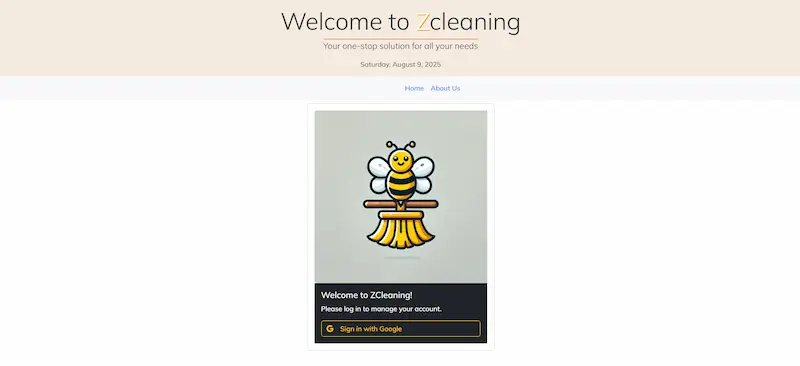 Welcome to Zcleaning
Your one-stop solution for all your needs
Saturday, August 9, 2025
Home About Us
Welcome to ZCleaning!
Please log in to manage your account.
G Sign in with Google